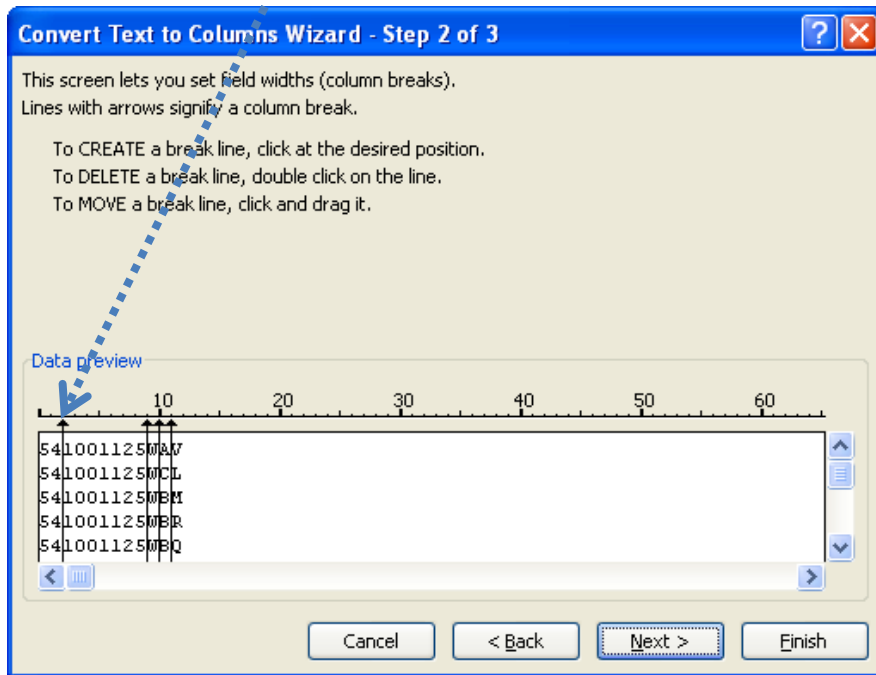 Convert Text to Columns Wizard - Step 2 of 3
This screen lets you set field widths (column breaks).
Lines with arrows signify a column break.
To CREATE a break line, click at the desired position.
To DELETE a break line, double click on the line.
To MOVE a break line, click and drag it.
Data preview
10 20 30 40 50 60
541001125WAV
541001125WCL
541001125WBM
541001125WBR
541001125WBQ
Cancel < Back Next > Finish